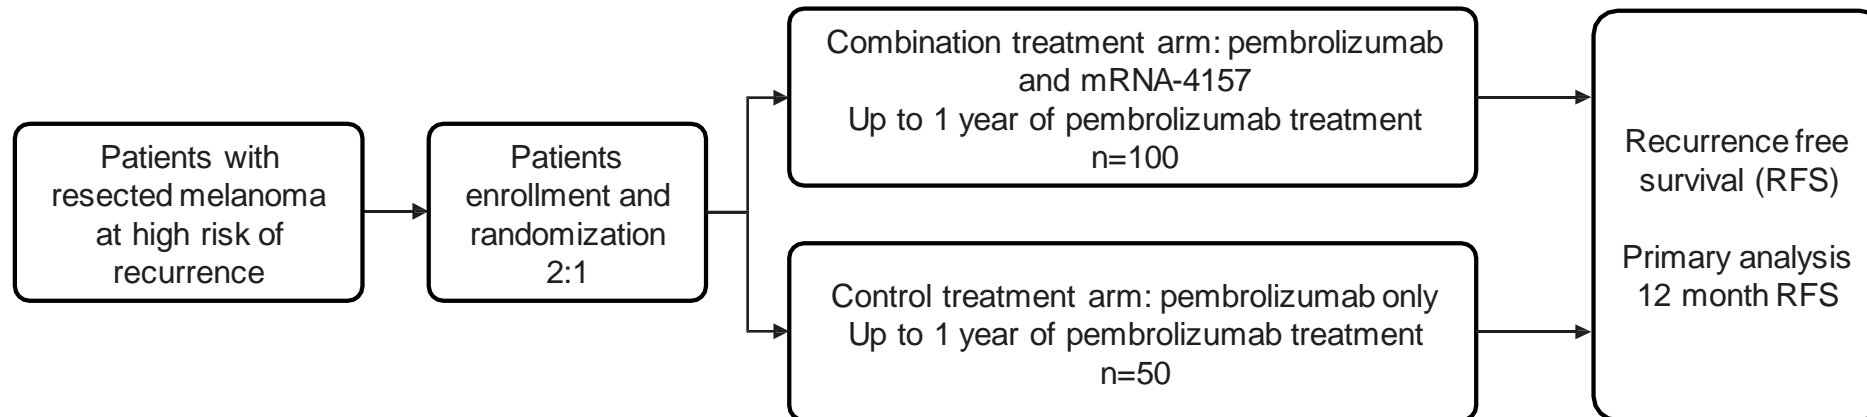 Patients with
resected melanoma
at high risk of
recurrence
Patients
enrollment and
randomization
2:1
Combination treatment arm: pembrolizumab
and mRNA-4157
Up to 1 year of pembrolizumab treatment
n=100
Control treatment arm: pembrolizumab only
Up to 1 year of pembrolizumab treatment
n=50
Recurrence free
survival (RFS)
Primary analysis
12 month RFS